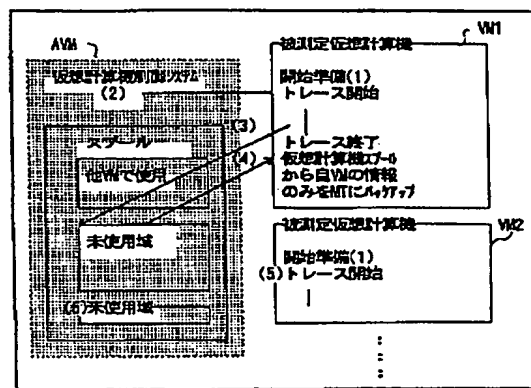 AVM
仮想計算機制御システム
(2)
スプール
他VMで使用
未使用域
(6)未使用域
(3)
(4)
VM1
被測定仮想計算機
開始準備(1)
トレース開始
トレース終了
仮想計算機スプール
から自VMの情報
のみをMTにバックアップ
VM2
被測定仮想計算機
開始準備(1)
(5)トレース開始